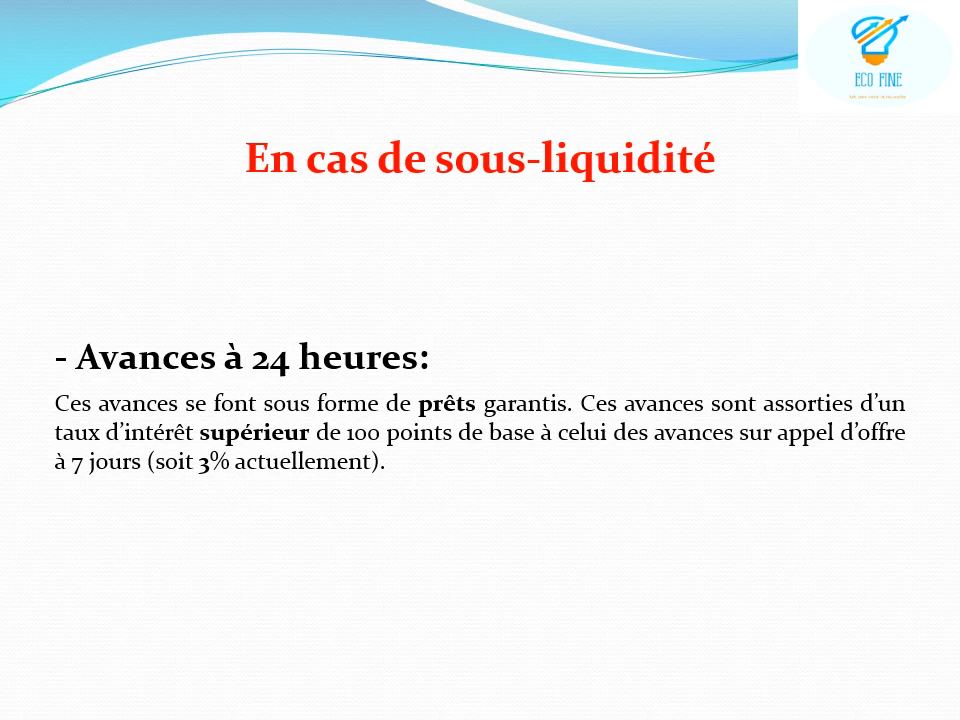 ECO FINE
En cas de sous-liquidité
- Avances à 24 heures:
Ces avances se font sous forme de prêts garantis. Ces avances sont assorties d’un
taux d’intérêt supérieur de 100 points de base à celui des avances sur appel d’offre
à 7 jours (soit 3% actuellement).